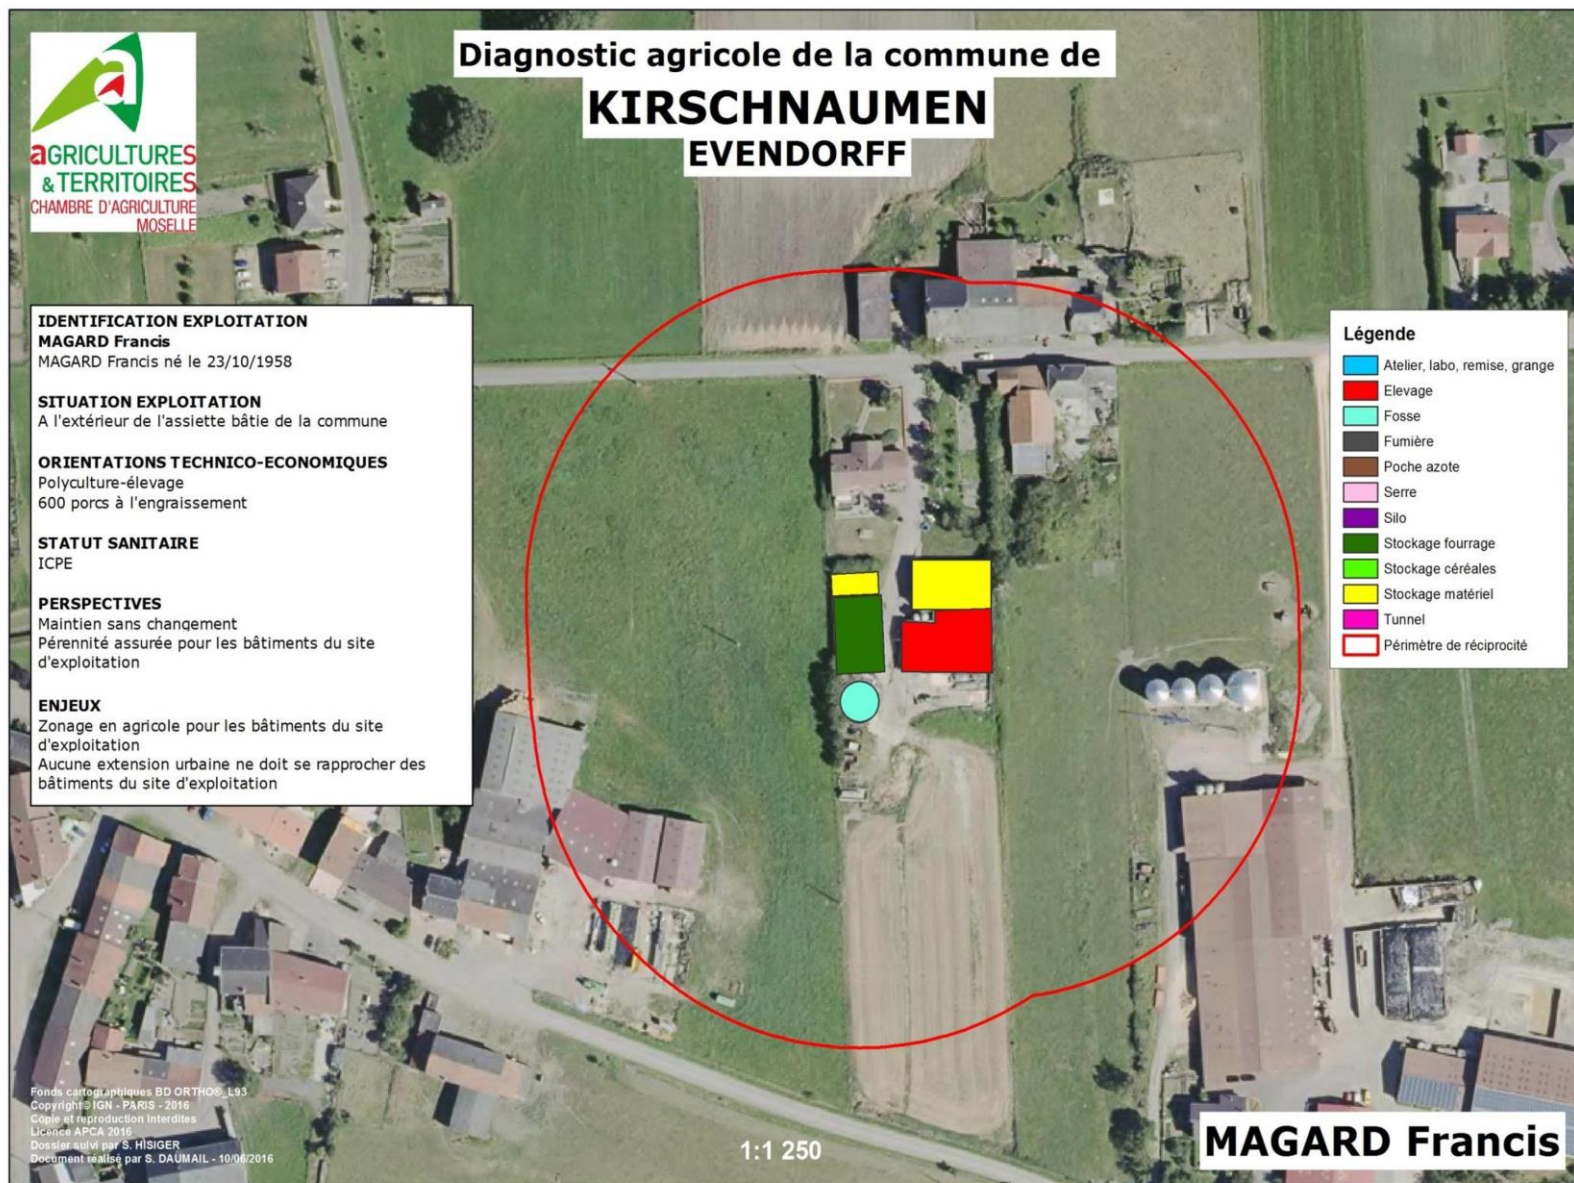 Diagnostic agricole de la commune de
KIRSCHNAUMEN
EVENDORFF
aGRICULTURES
& TERRITOIRES
CHAMBRE D'AGRICULTURE
MOSELLE
IDENTIFICATION EXPLOITATION
MAGARD Francis
MAGARD Francis né le 23/10/1958
SITUATION EXPLOITATION
A l'extérieur de l'assiette bâtie de la commune
ORIENTATIONS TECHNICO-ECONOMIQUES
Polyculture-élevage
600 porcs à l'engraissement
STATUT SANITAIRE
ICPE
PERSPECTIVES
Maintien sans changement
Pérennité assurée pour les bâtiments du site
d'exploitation
ENJEUX
Zonage en agricole pour les bâtiments du site
d'exploitation
Aucune extension urbaine ne doit se rapprocher des
bâtiments du site d'exploitation
Légende
Atelier, labo, remise, grange
Elevage
Fosse
Fumière
Poche azote
Serre
Silo
Stockage fourrage
Stockage céréales
Stockage matériel
Tunnel
Périmètre de réciprocité
Fonds cartographiques BD ORTHO®_L93
Copyright© IGN - PARIS - 2016
Copie et reproduction interdites
Licence APCA 2016
Dossier suivi par S. HISIGER
Document réalisé par S. DAUMAIL - 10/06/2016
1:1 250
MAGARD Francis